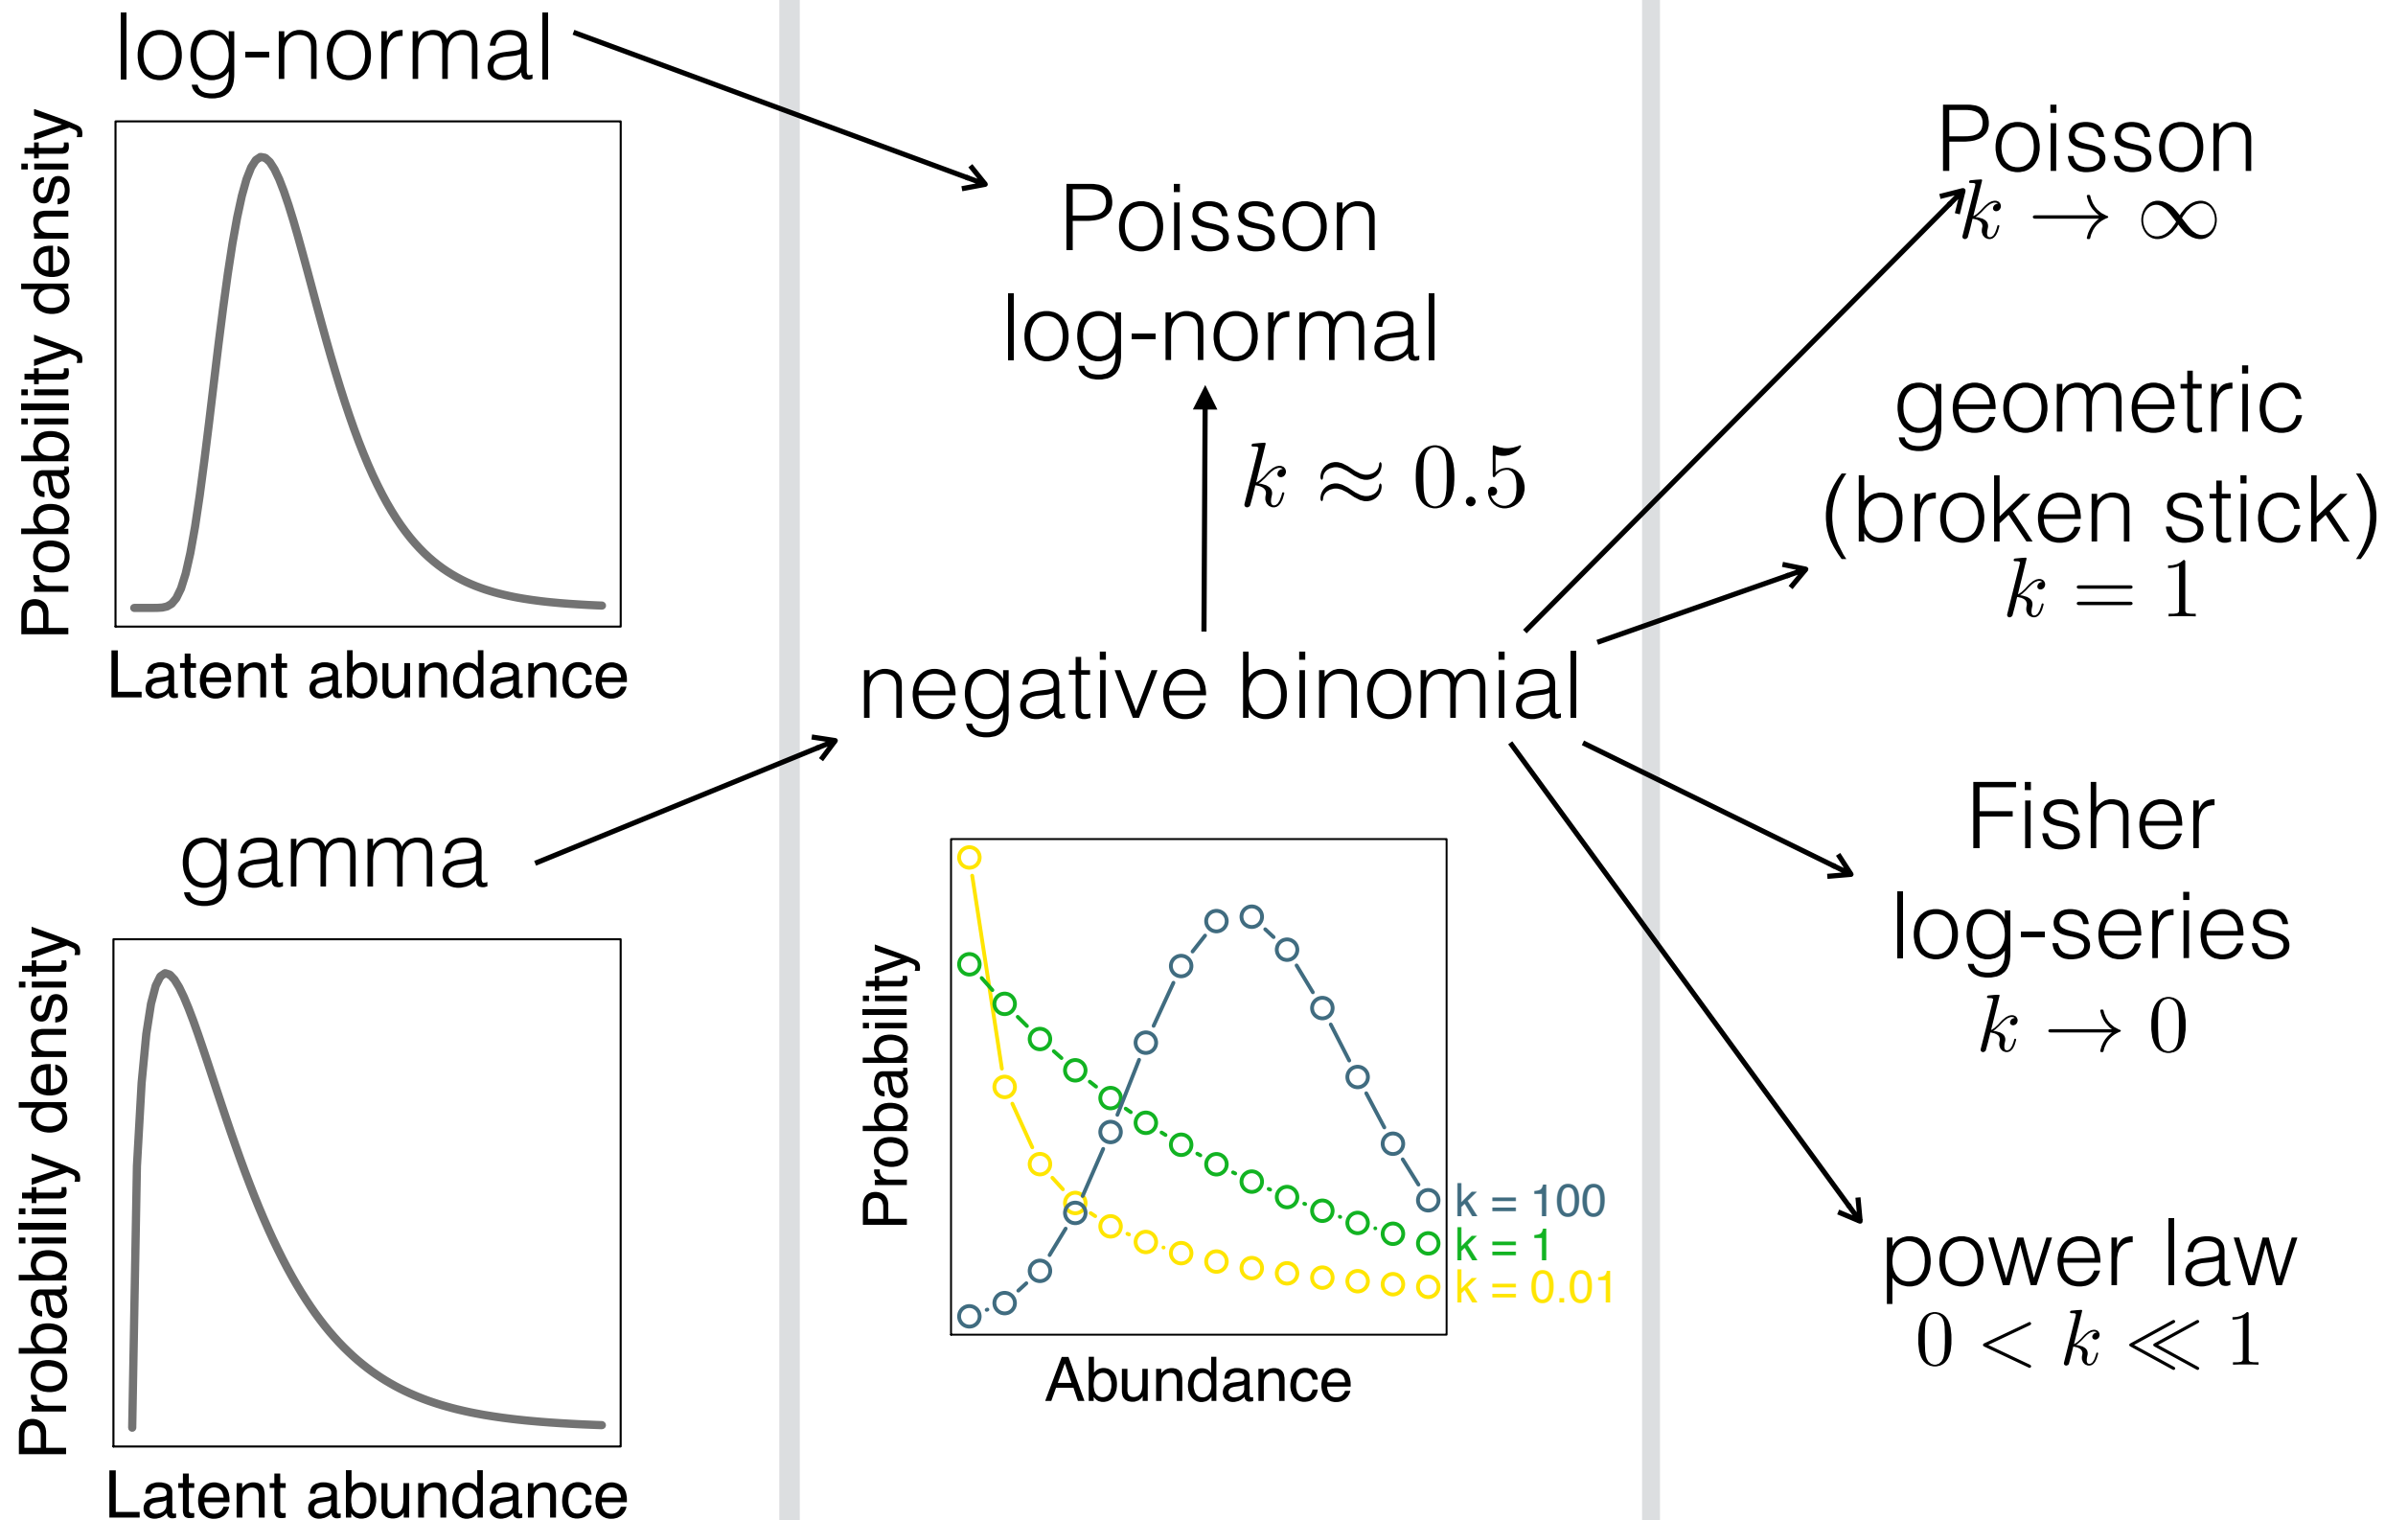 log-normal
Probability density
Latent abundance
gamma
Probability density
Latent abundance
Poisson
log-normal
k ≈ 0.5
negative binomial
Probability
k = 100
k = 1
k = 0.01
Abundance
Poisson
k → ∞
geometric
(broken stick)
k = 1
Fisher
log-series
k → 0
power law
0 < k ≪ 1